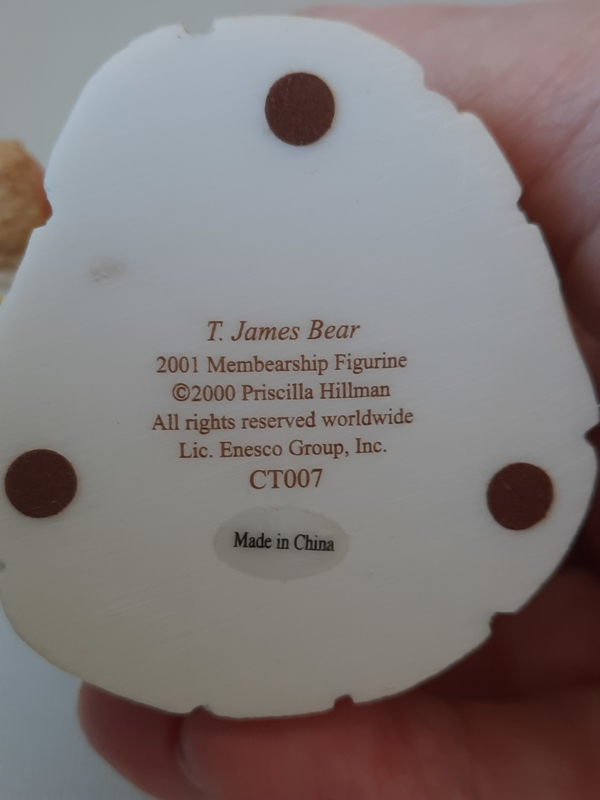 T. James Bear
2001 Membearship Figurine
©2000 Priscilla Hillman
All rights reserved worldwide
Lic. Enesco Group, Inc.
CT007
Made in China